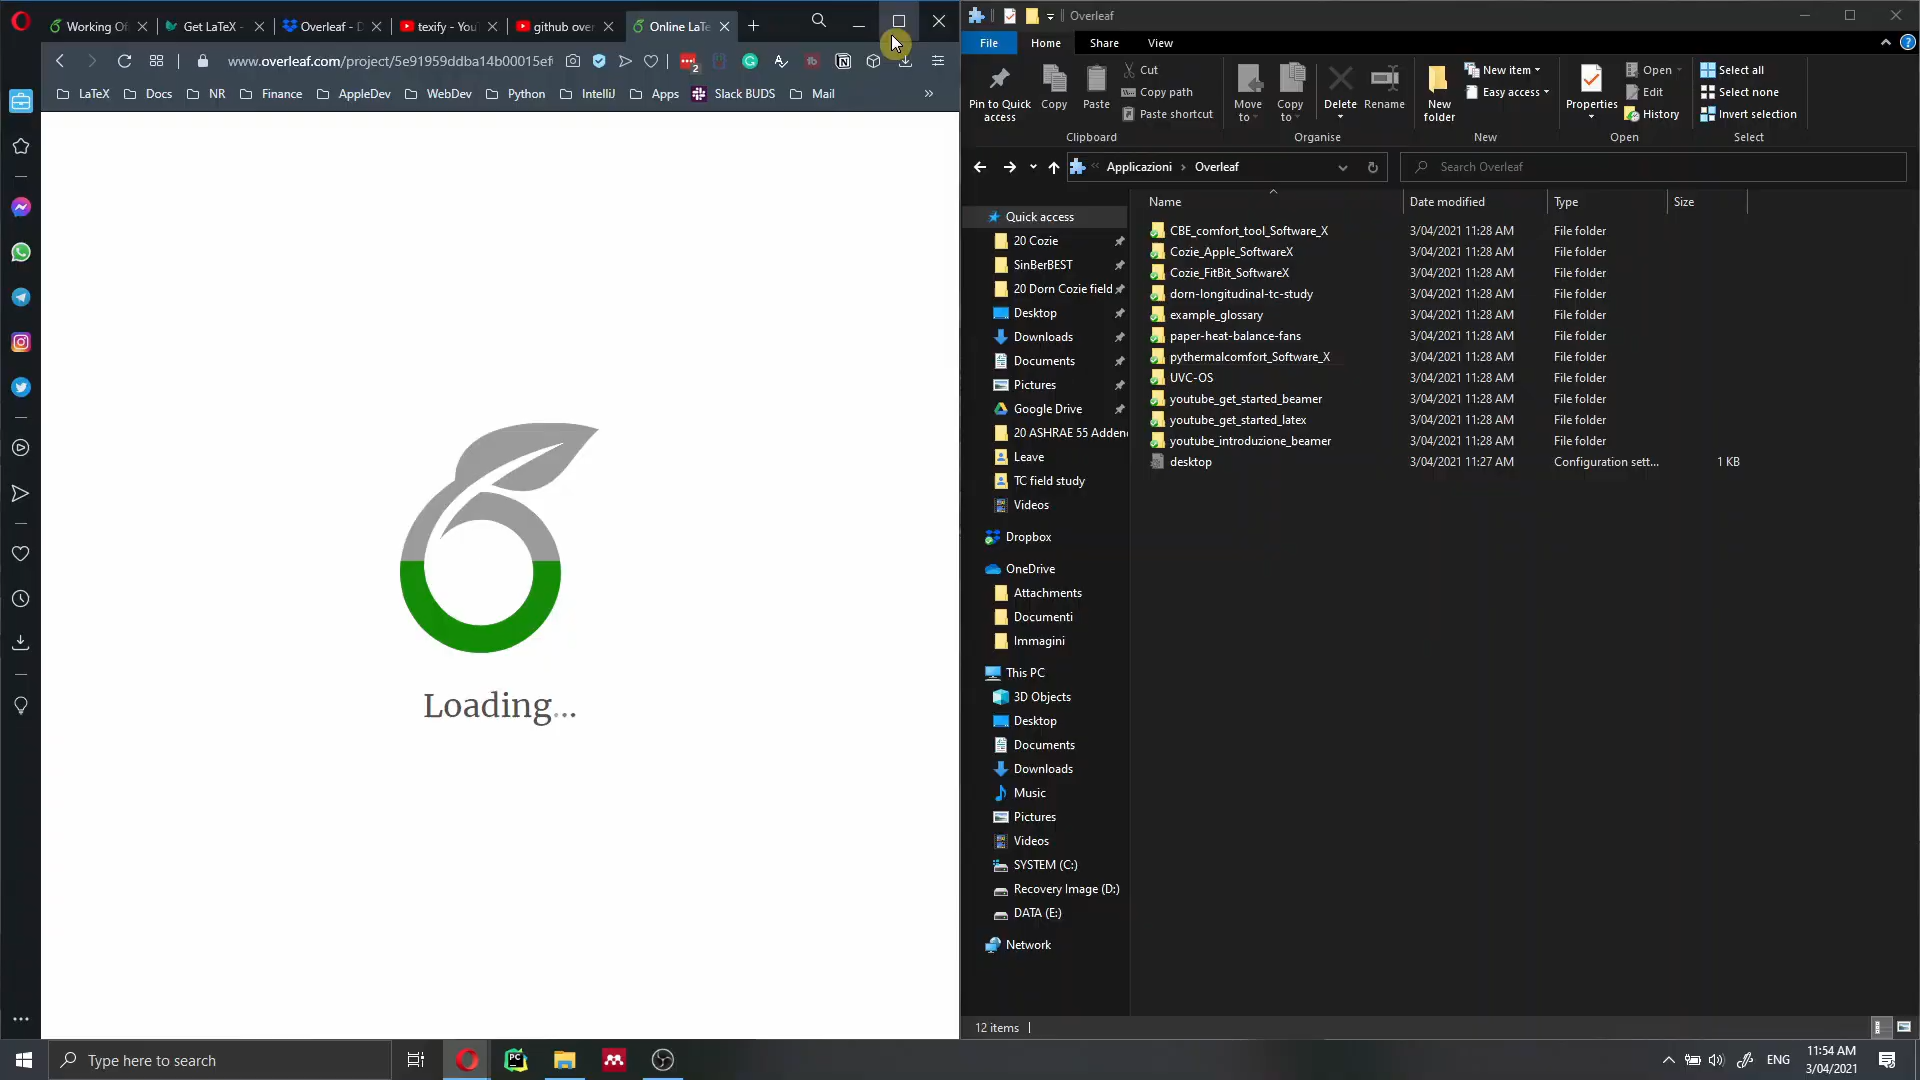 Working Of
Get LaTeX -
Overleaf - D
texify - You
github over
Online LaTe
www.overleaf.com/project/5e91959ddba14b00015ef
2
LaTeX
Docs
NR
Finance
AppleDev
WebDev
Python
IntelliJ
Apps
Slack BUDS
Mail
»
Loading...
Overleaf
File
Home
Share
View
Pin to Quick
access
Copy
Paste
Cut
Copy path
Paste shortcut
Clipboard
Move
to
Copy
to
Delete
Rename
Organise
New
folder
New item
Easy access
New
Properties
Open
Edit
History
Open
Select all
Select none
Invert selection
Select
Applicazioni
Overleaf
Search Overleaf
Name
Date modified
Type
Size
Quick access
20 Cozie
SinBerBEST
20 Dorn Cozie field
Desktop
Downloads
Documents
Pictures
Google Drive
20 ASHRAE 55 Adden
Leave
TC field study
Videos
Dropbox
OneDrive
Attachments
Documenti
Immagini
This PC
3D Objects
Desktop
Documents
Downloads
Music
Pictures
Videos
SYSTEM (C:)
Recovery Image (D:)
DATA (E:)
Network
CBE_comfort_tool_Software_X 3/04/2021 11:28 AM File folder
Cozie_Apple_SoftwareX 3/04/2021 11:28 AM File folder
Cozie_FitBit_SoftwareX 3/04/2021 11:28 AM File folder
dorn-longitudinal-tc-study 3/04/2021 11:28 AM File folder
example_glossary 3/04/2021 11:28 AM File folder
paper-heat-balance-fans 3/04/2021 11:28 AM File folder
pythermalcomfort_Software_X 3/04/2021 11:28 AM File folder
UVC-OS 3/04/2021 11:28 AM File folder
youtube_get_started_beamer 3/04/2021 11:28 AM File folder
youtube_get_started_latex 3/04/2021 11:28 AM File folder
youtube_introduzione_beamer 3/04/2021 11:28 AM File folder
desktop 3/04/2021 11:27 AM Configuration sett... 1 KB
12 items
Type here to search
PC
ENG
11:54 AM
3/04/2021